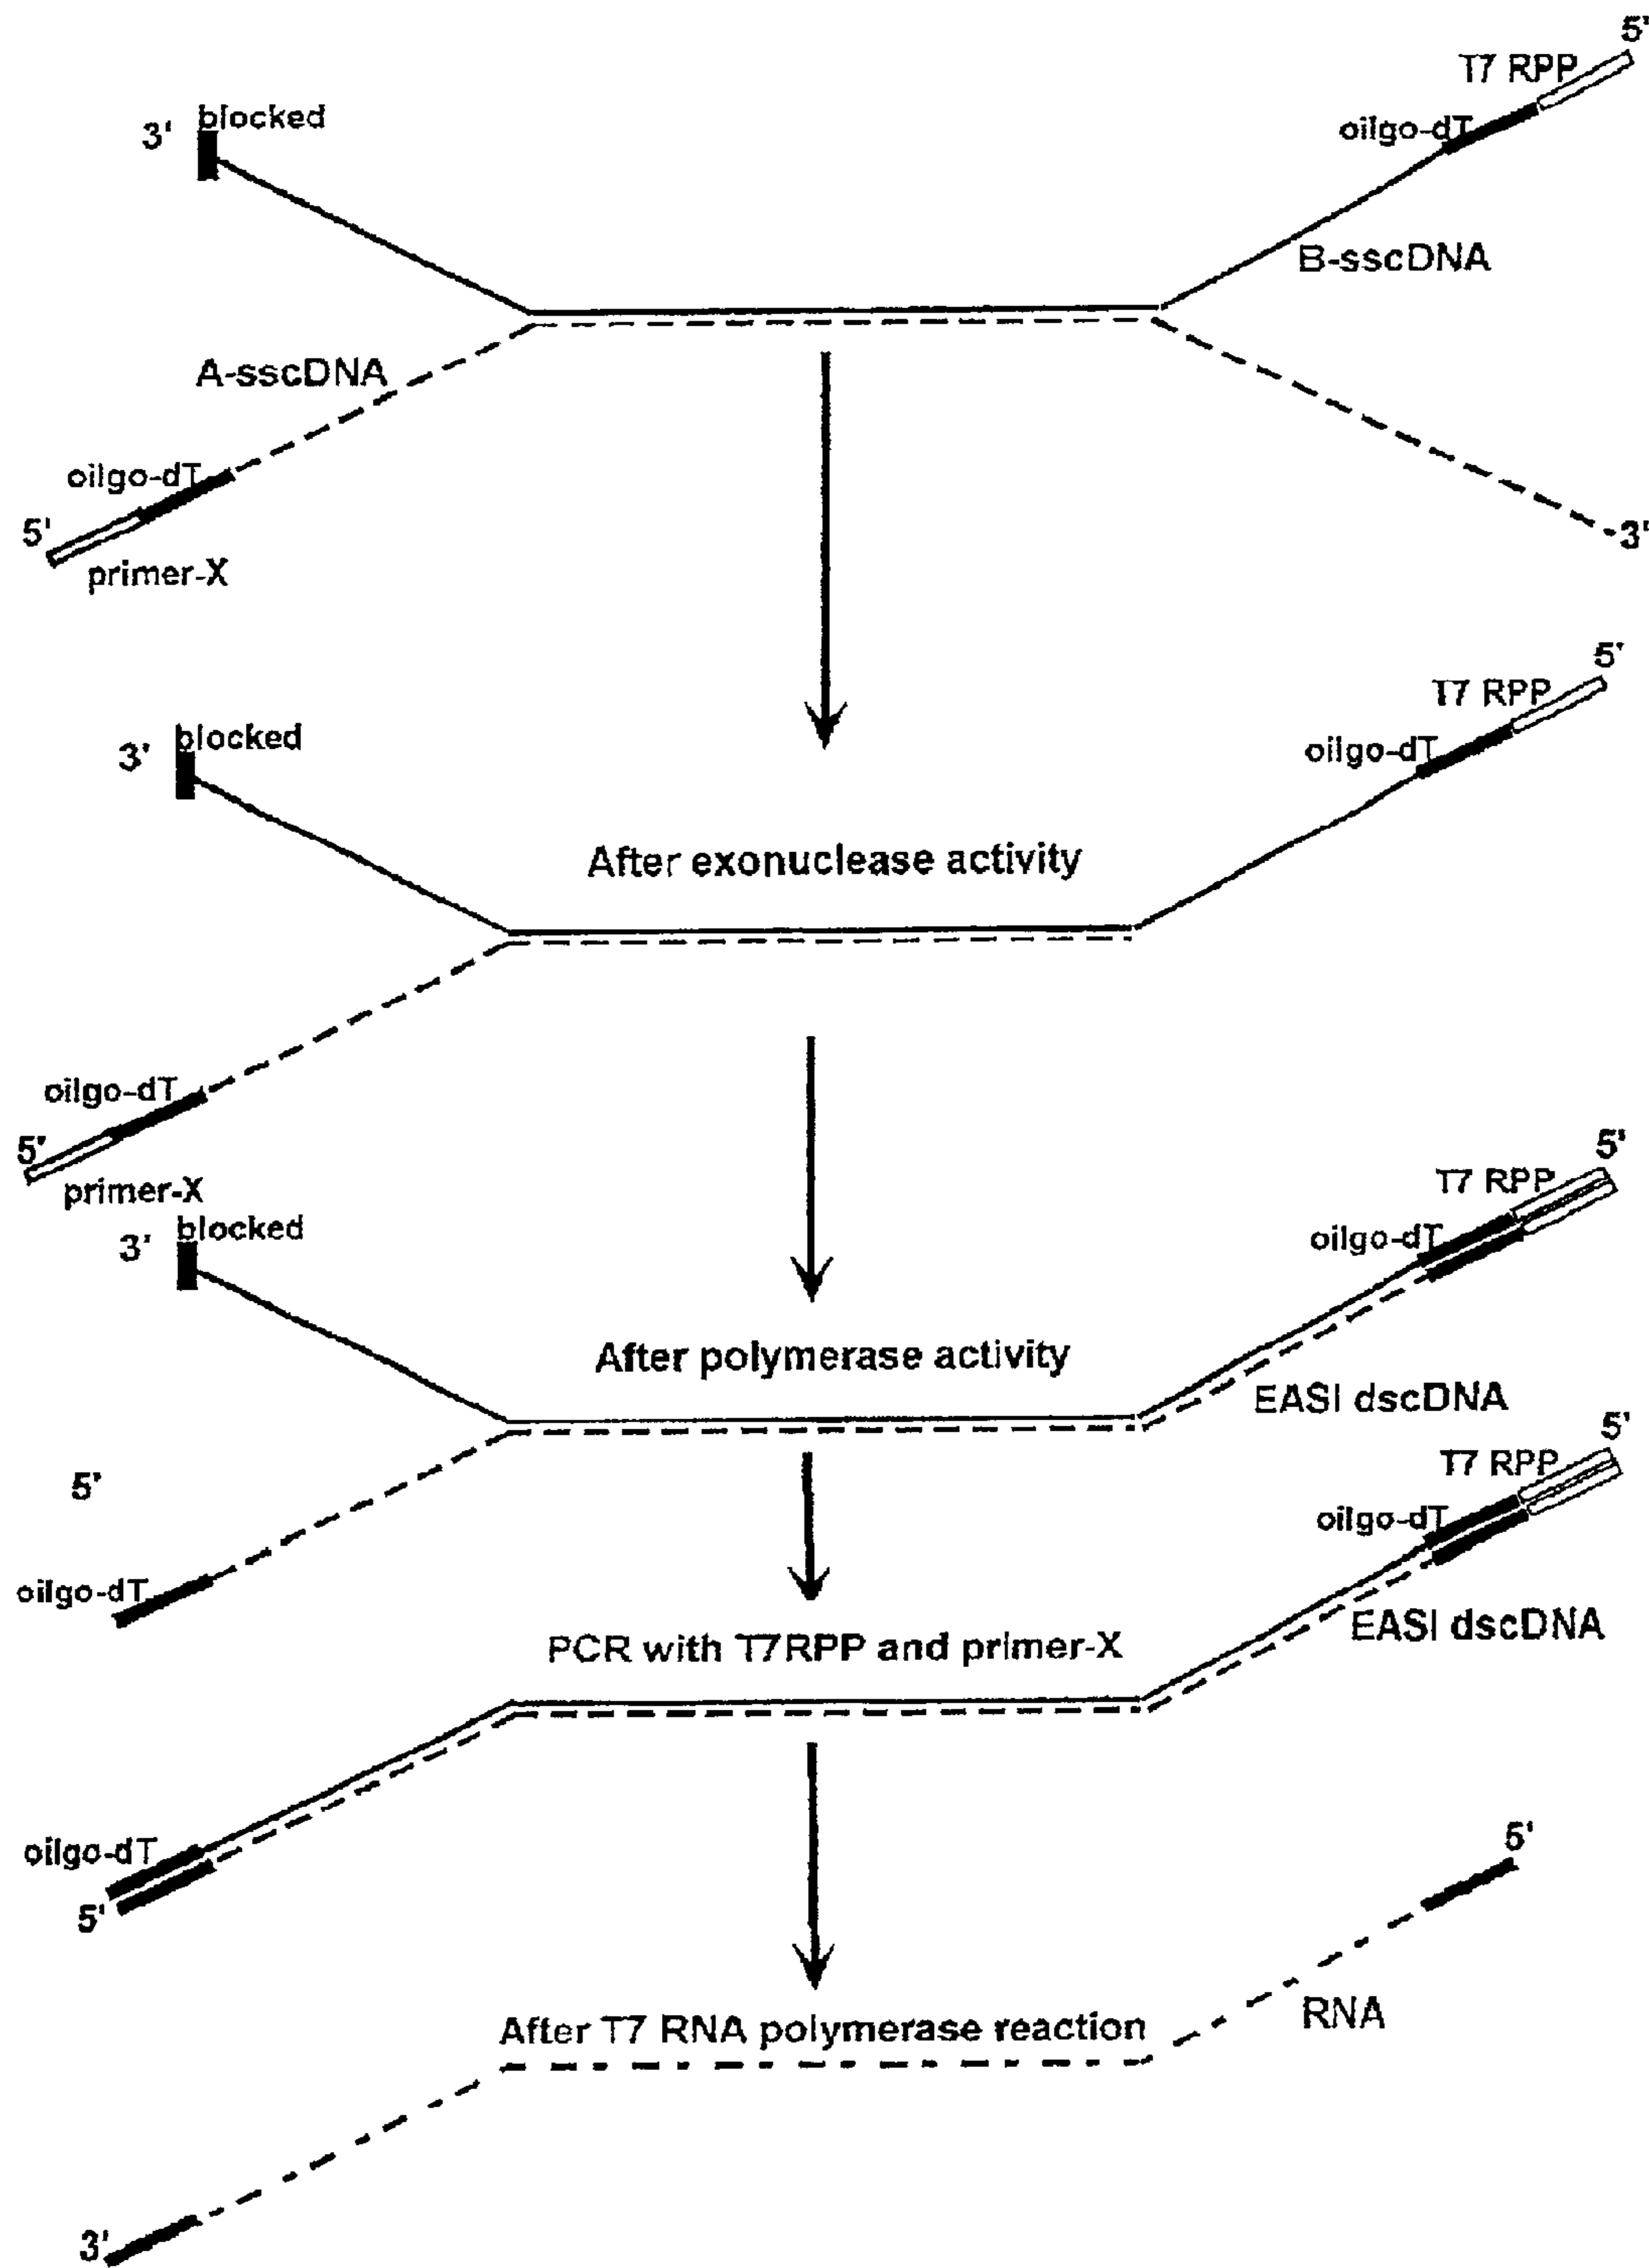 5'
T7 RPP
blocked
3'
oilgo-dT
B-sscDNA
A-sscDNA
oilgo-dT
5'
primer-X
3'
5'
T7 RPP
blocked
3'
oilgo-dT
After exonuclease activity
oilgo-dT
5'
primer-X
5'
T7 RPP
blocked
3'
oilgo-dT
After polymerase activity
EASI dscDNA
5'
T7 RPP
5'
oilgo-dT
oilgo-dT
EASI dscDNA
PCR with T7RPP and primer-X
5'
oilgo-dT
5'
RNA
After T7 RNA polymerase reaction
3'